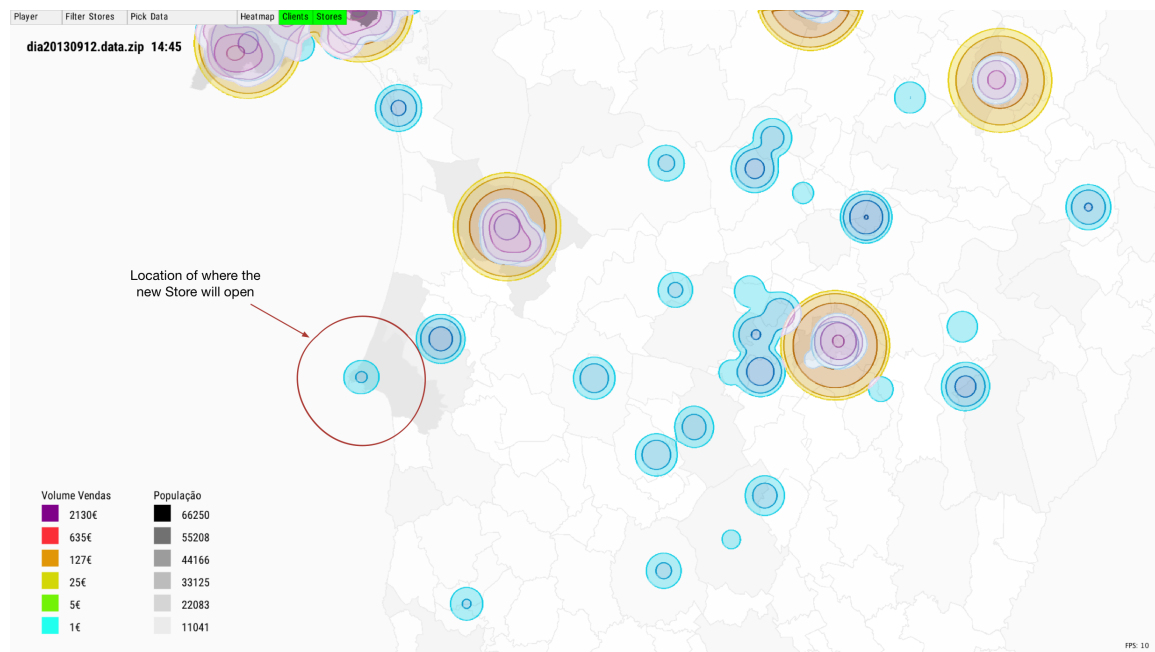 Player Filter Stores Pick Data Heatmap Clients Stores
dia20130912.data.zip 14:45
Location of where the
new Store will open
Volume Vendas
2130€
635€
127€
25€
5€
1€
População
66250
55208
44166
33125
22083
11041
FPS: 10